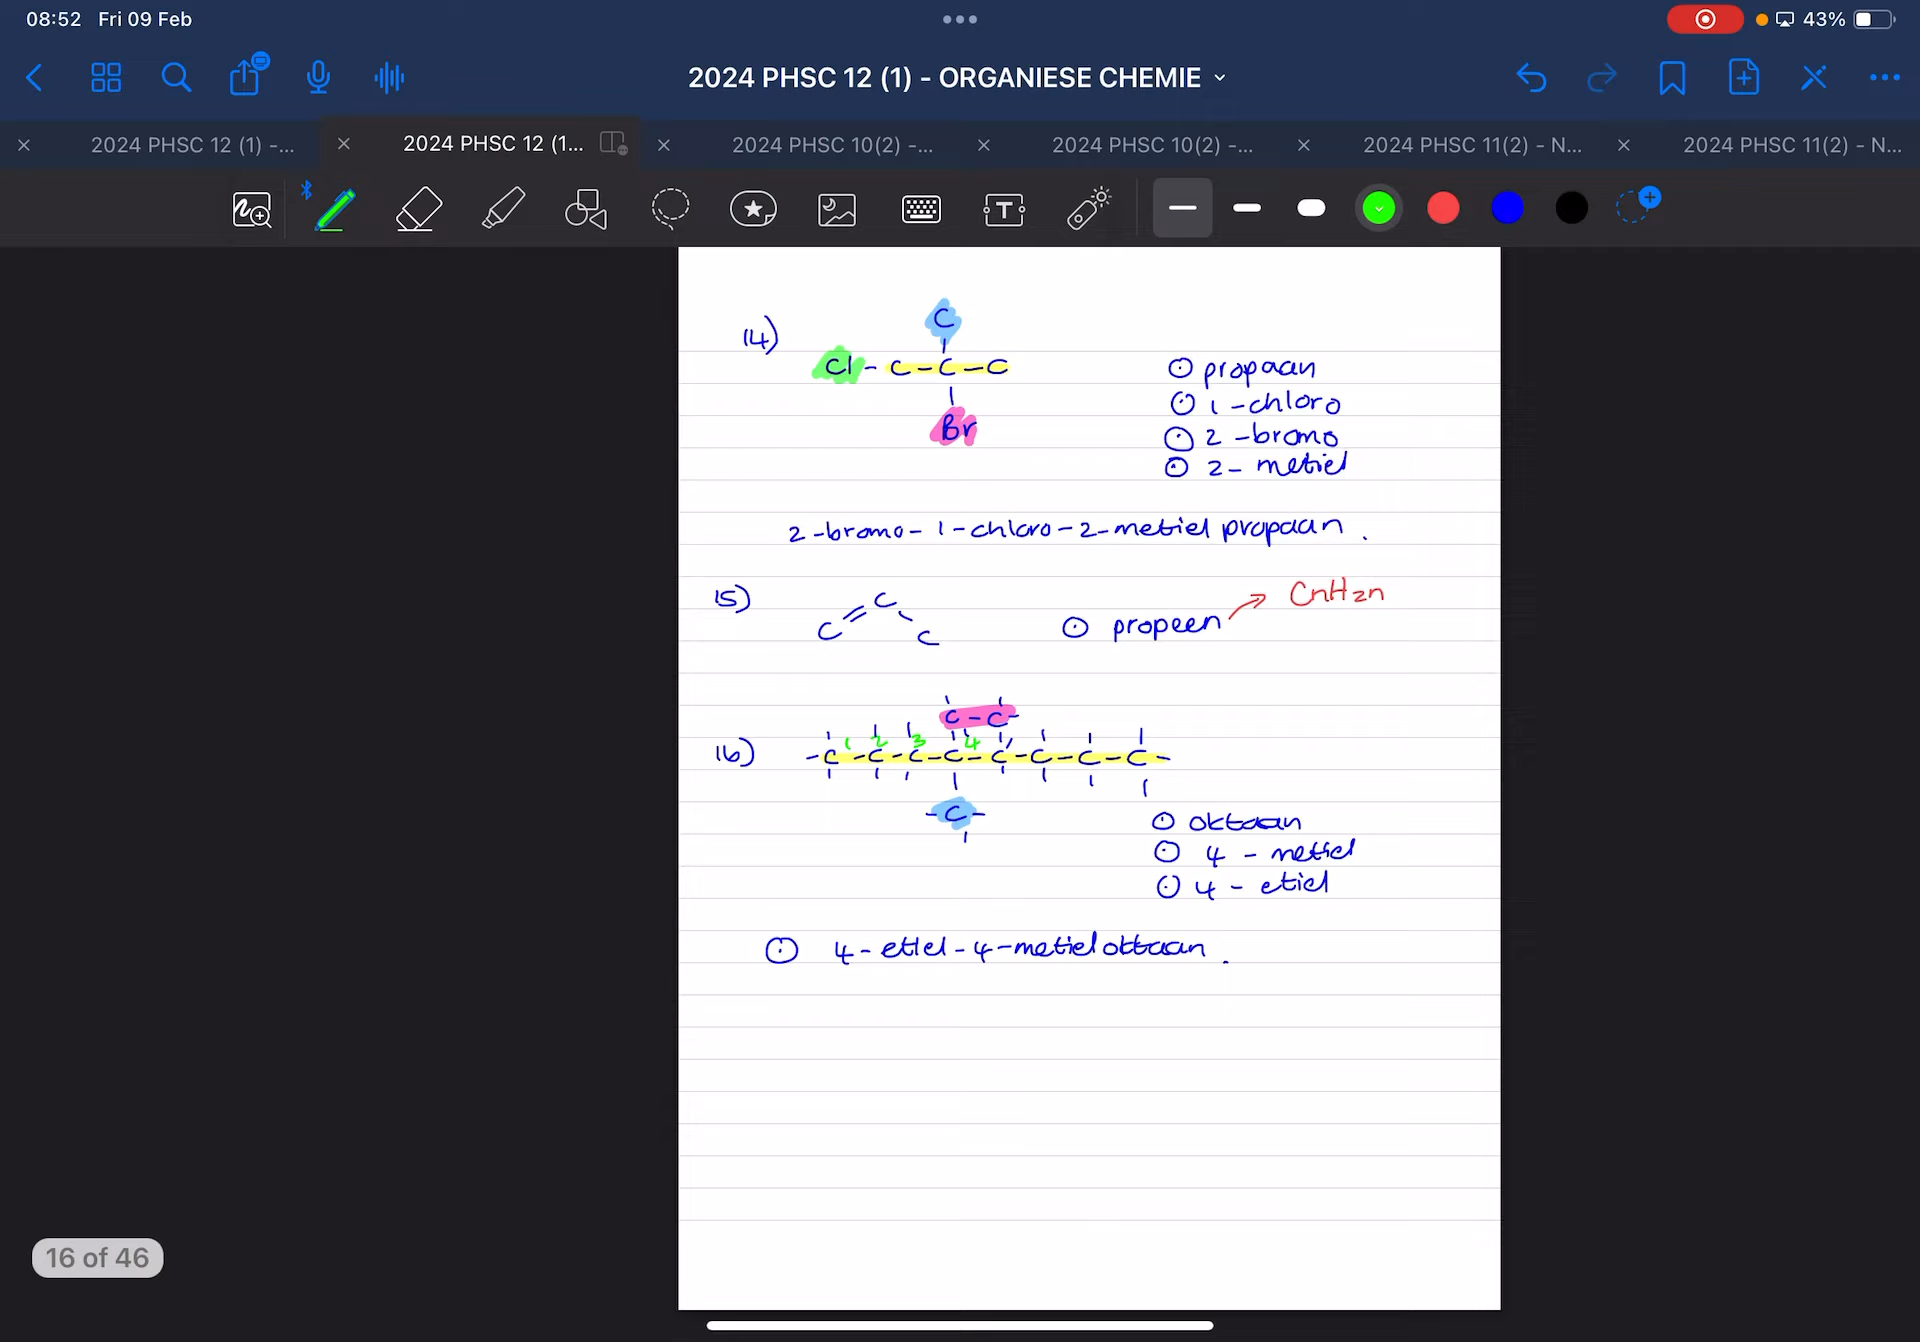 08:52 Fri 09 Feb
43%
2024 PHSC 12 (1) - ORGANIESE CHEMIE
2024 PHSC 12 (1) -...
2024 PHSC 12 (1...
2024 PHSC 10(2) -...
2024 PHSC 10(2) -...
2024 PHSC 11(2) - N...
2024 PHSC 11(2) - N...
T
14)
C
Cl - C - C - C
Br
propaan
1 - chloro
2 - bromo
2 - metiel
2 - bromo - 1 - chloro - 2 - metiel propaan .
15)
C = C - C
propeen → CnH2n
16)
C - C -
1 2 3 4
- C - C - C - C - C - C - C - C -
- C -
oktaan
4 - metiel
4 - etiel
4 - etiel - 4 - metiel oktaan .
16 of 46